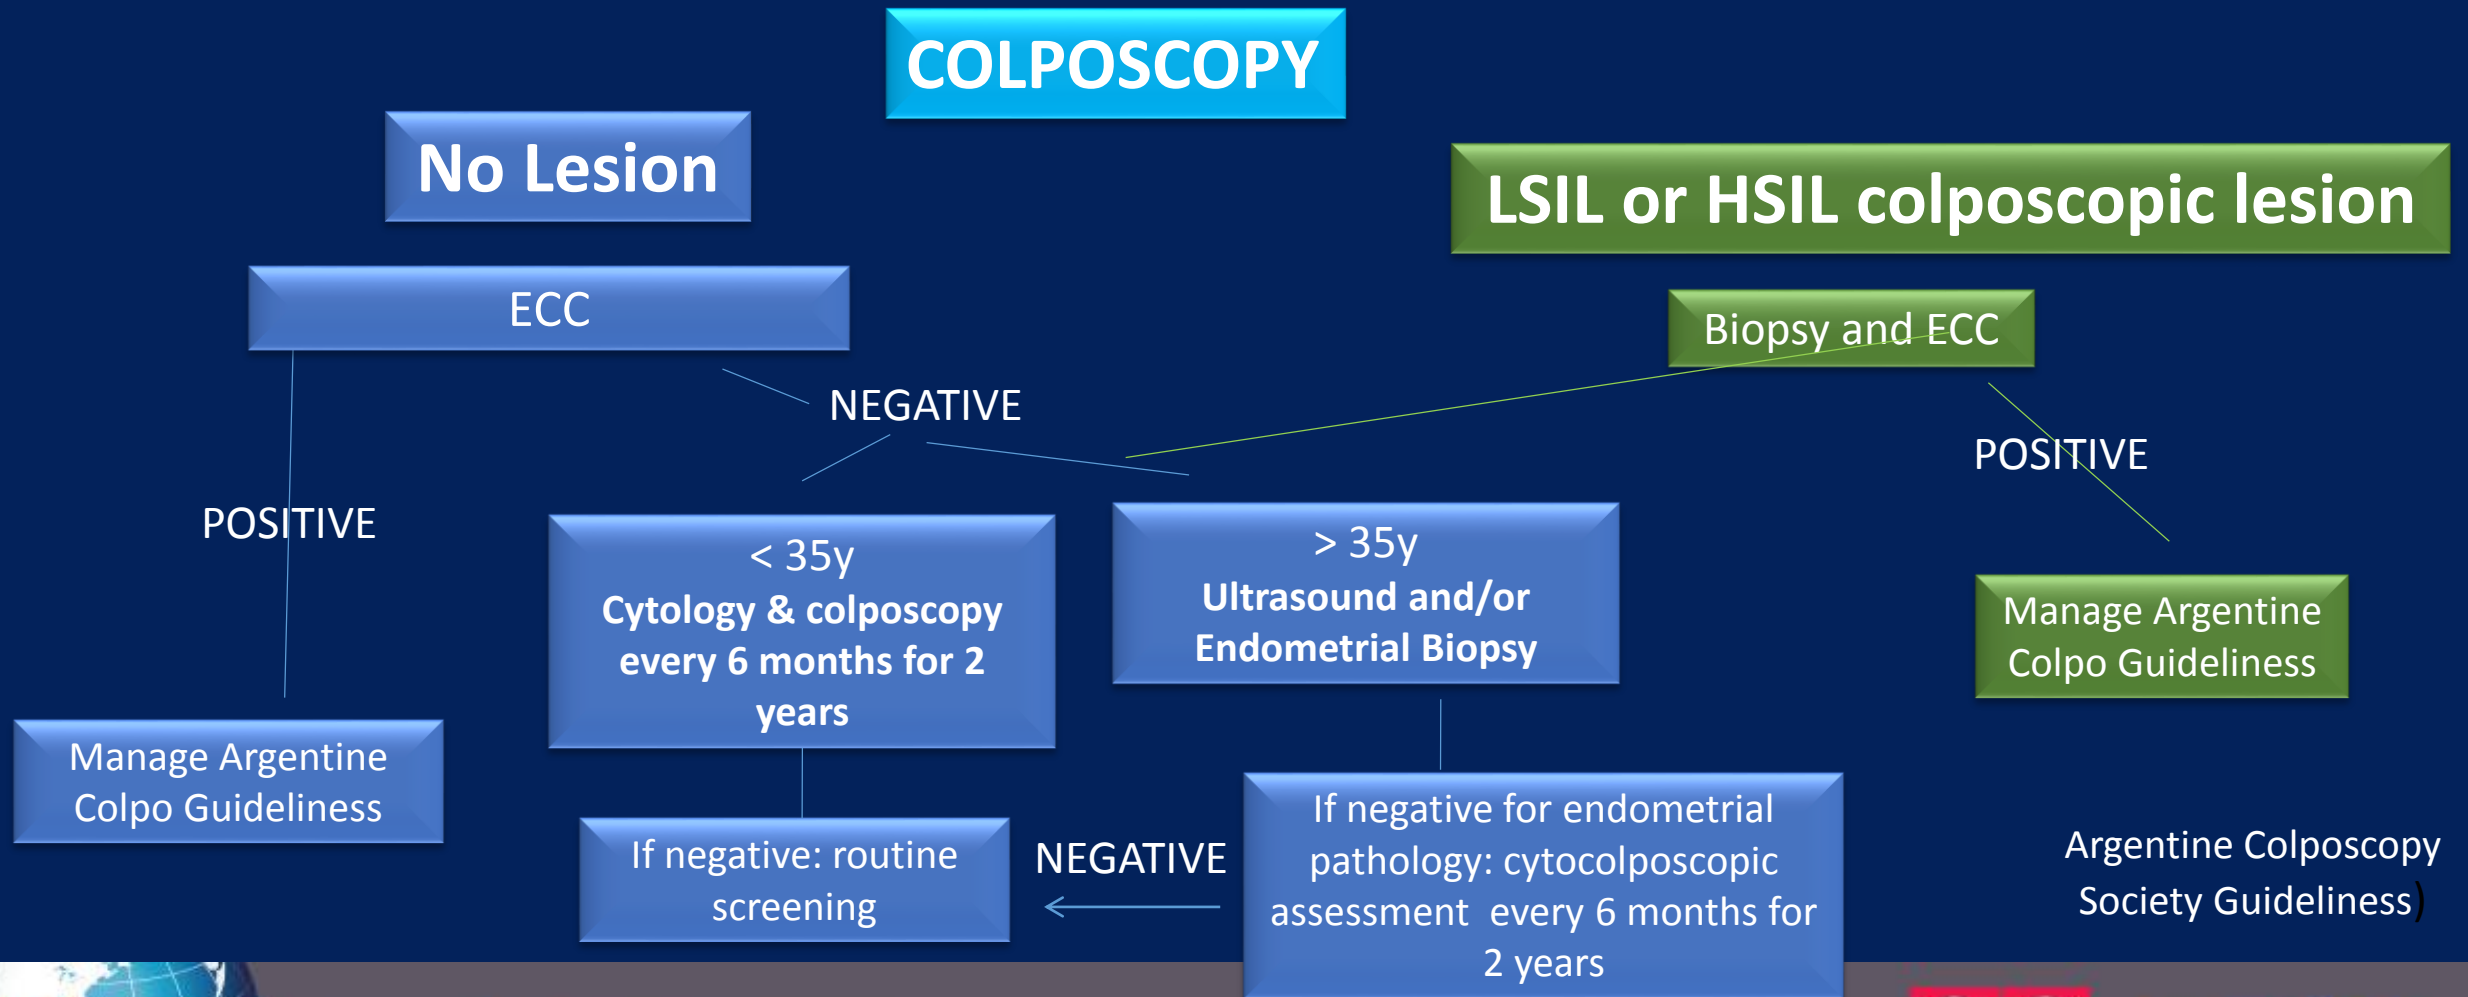 COLPOSCOPY
No Lesion
LSIL or HSIL colposcopic lesion
ECC
Biopsy and ECC
NEGATIVE
POSITIVE
POSITIVE
< 35y
Cytology & colposcopy
every 6 months for 2
years
> 35y
Ultrasound and/or
Endometrial Biopsy
Manage Argentine
Colpo Guideliness
Manage Argentine
Colpo Guideliness
If negative: routine
screening
NEGATIVE
If negative for endometrial
pathology: cytocolposcopic
assessment every 6 months for
2 years
Argentine Colposcopy
Society Guideliness)